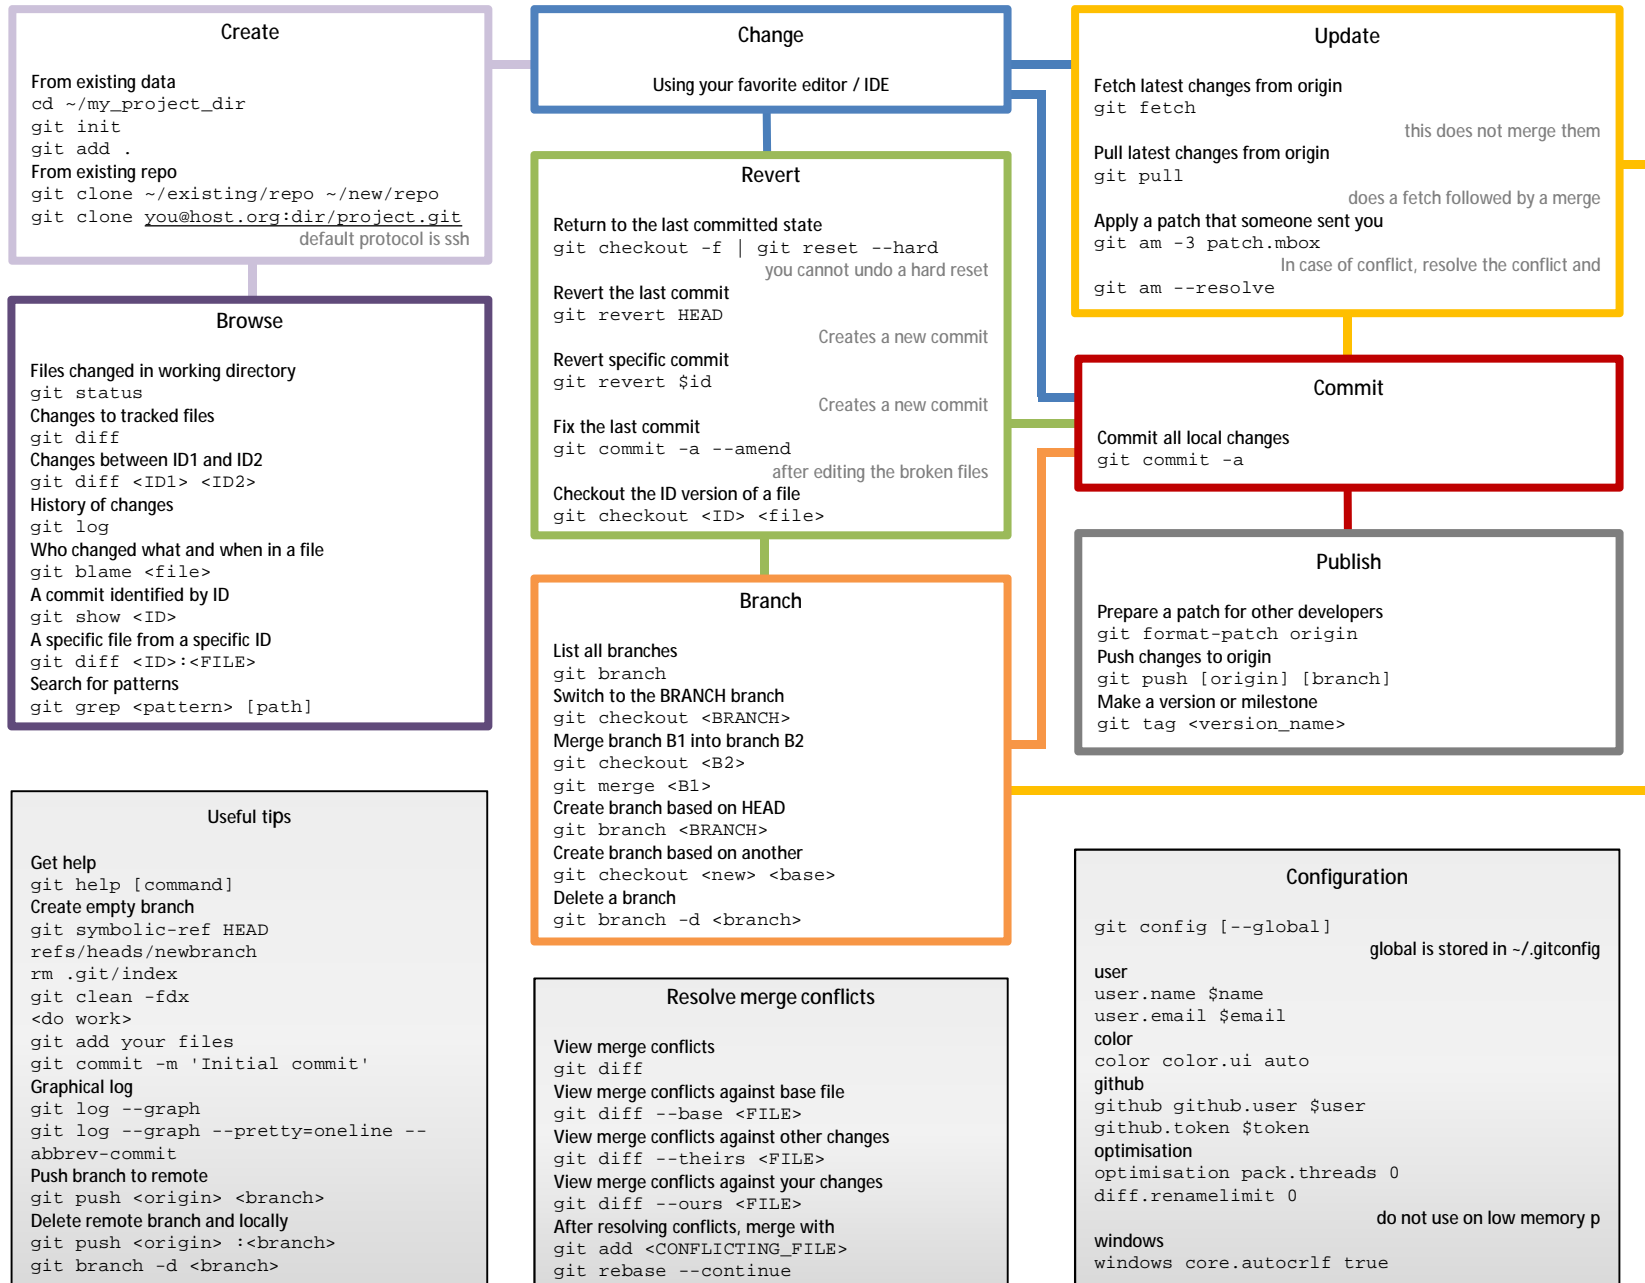 Create
From existing data
cd ~/my_project_dir
git init
git add .
From existing repo
git clone ~/existing/repo ~/new/repo
git clone you@host.org:dir/project.git
default protocol is ssh
Browse
Files changed in working directory
git status
Changes to tracked files
git diff
Changes between ID1 and ID2
git diff <ID1> <ID2>
History of changes
git log
Who changed what and when in a file
git blame <file>
A commit identified by ID
git show <ID>
A specific file from a specific ID
git diff <ID>:<FILE>
Search for patterns
git grep <pattern> [path]
Useful tips
Get help
git help [command]
Create empty branch
git symbolic-ref HEAD
refs/heads/newbranch
rm .git/index
git clean -fdx
<do work>
git add your files
git commit -m 'Initial commit'
Graphical log
git log --graph
git log --graph --pretty=oneline --
abbrev-commit
Push branch to remote
git push <origin> <branch>
Delete remote branch and locally
git push <origin> :<branch>
git branch -d <branch>
Change
Using your favorite editor / IDE
Revert
Return to the last committed state
git checkout -f | git reset --hard
you cannot undo a hard reset
Revert the last commit
git revert HEAD
Creates a new commit
Revert specific commit
git revert $id
Creates a new commit
Fix the last commit
git commit -a --amend
after editing the broken files
Checkout the ID version of a file
git checkout <ID> <file>
Branch
List all branches
git branch
Switch to the BRANCH branch
git checkout <BRANCH>
Merge branch B1 into branch B2
git checkout <B2>
git merge <B1>
Create branch based on HEAD
git branch <BRANCH>
Create branch based on another
git checkout <new> <base>
Delete a branch
git branch -d <branch>
Resolve merge conflicts
View merge conflicts
git diff
View merge conflicts against base file
git diff --base <FILE>
View merge conflicts against other changes
git diff --theirs <FILE>
View merge conflicts against your changes
git diff --ours <FILE>
After resolving conflicts, merge with
git add <CONFLICTING_FILE>
git rebase --continue
Update
Fetch latest changes from origin
git fetch
this does not merge them
Pull latest changes from origin
git pull
does a fetch followed by a merge
Apply a patch that someone sent you
git am -3 patch.mbox
In case of conflict, resolve the conflict and
git am --resolve
Commit
Commit all local changes
git commit -a
Publish
Prepare a patch for other developers
git format-patch origin
Push changes to origin
git push [origin] [branch]
Make a version or milestone
git tag <version_name>
Configuration
git config [--global]
global is stored in ~/.gitconfig
user
user.name $name
user.email $email
color
color color.ui auto
github
github github.user $user
github.token $token
optimisation
optimisation pack.threads 0
diff.renamelimit 0
do not use on low memory p
windows
windows core.autocrlf true